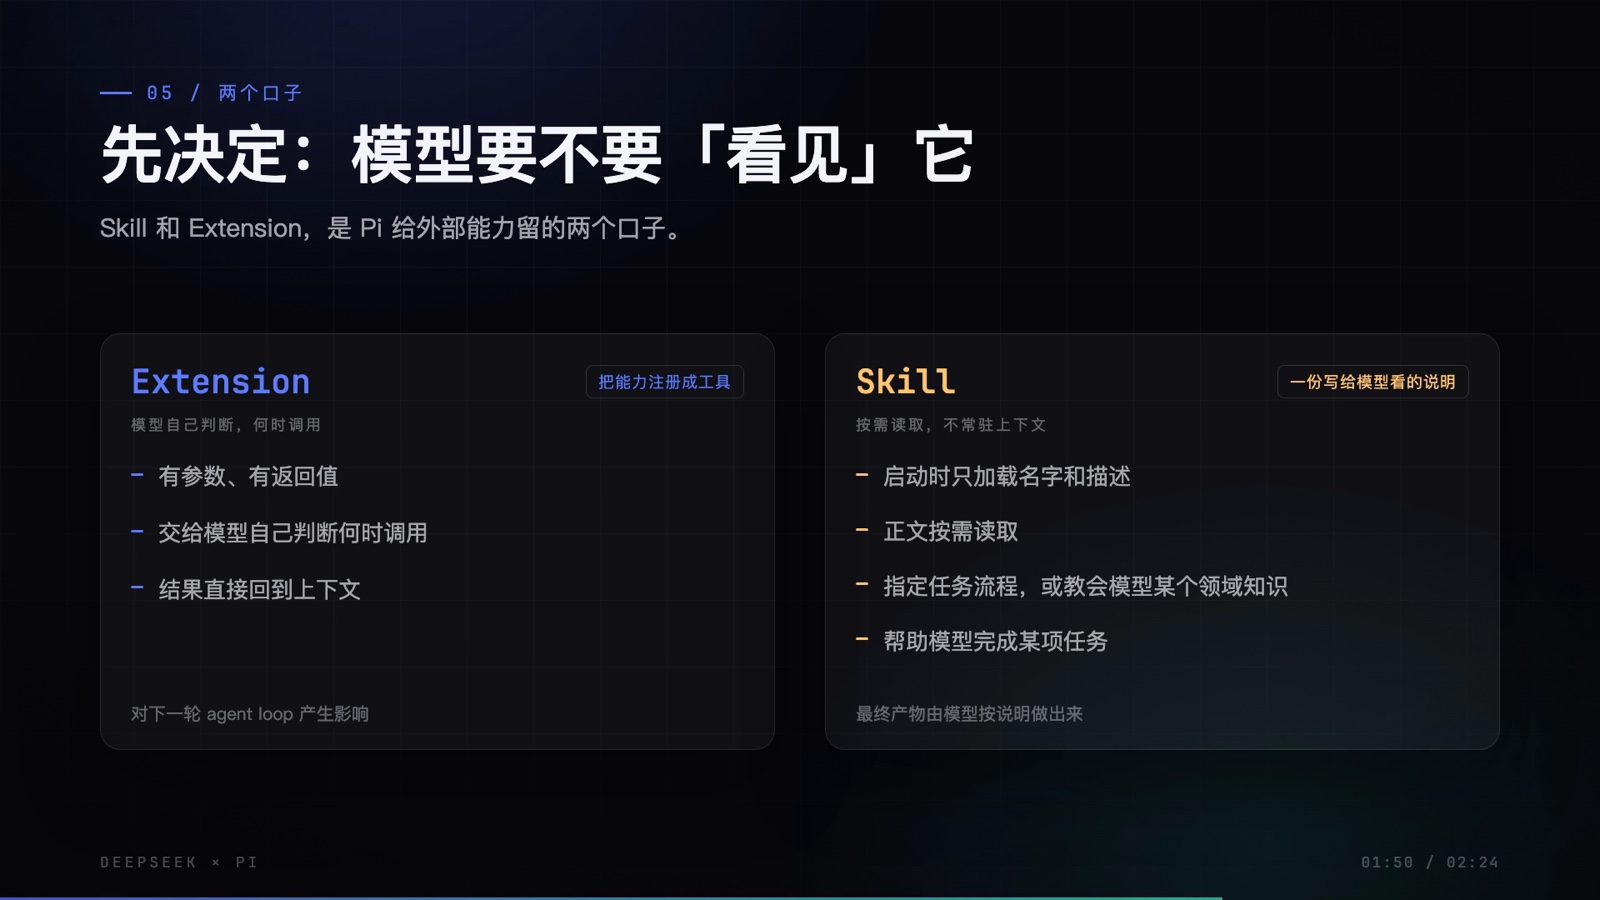 05 / 两个口子
先决定：模型要不要「看见」它
Skill 和 Extension，是 Pi 给外部能力留的两个口子。
Extension
把能力注册成工具
模型自己判断，何时调用
有参数、有返回值
交给模型自己判断何时调用
结果直接回到上下文
对下一轮 agent loop 产生影响
Skill
一份写给模型看的说明
按需读取，不常驻上下文
启动时只加载名字和描述
正文按需读取
指定任务流程，或教会模型某个领域知识
帮助模型完成某项任务
最终产物由模型按说明做出来
DEEPSEEK × PI
01:50 / 02:24